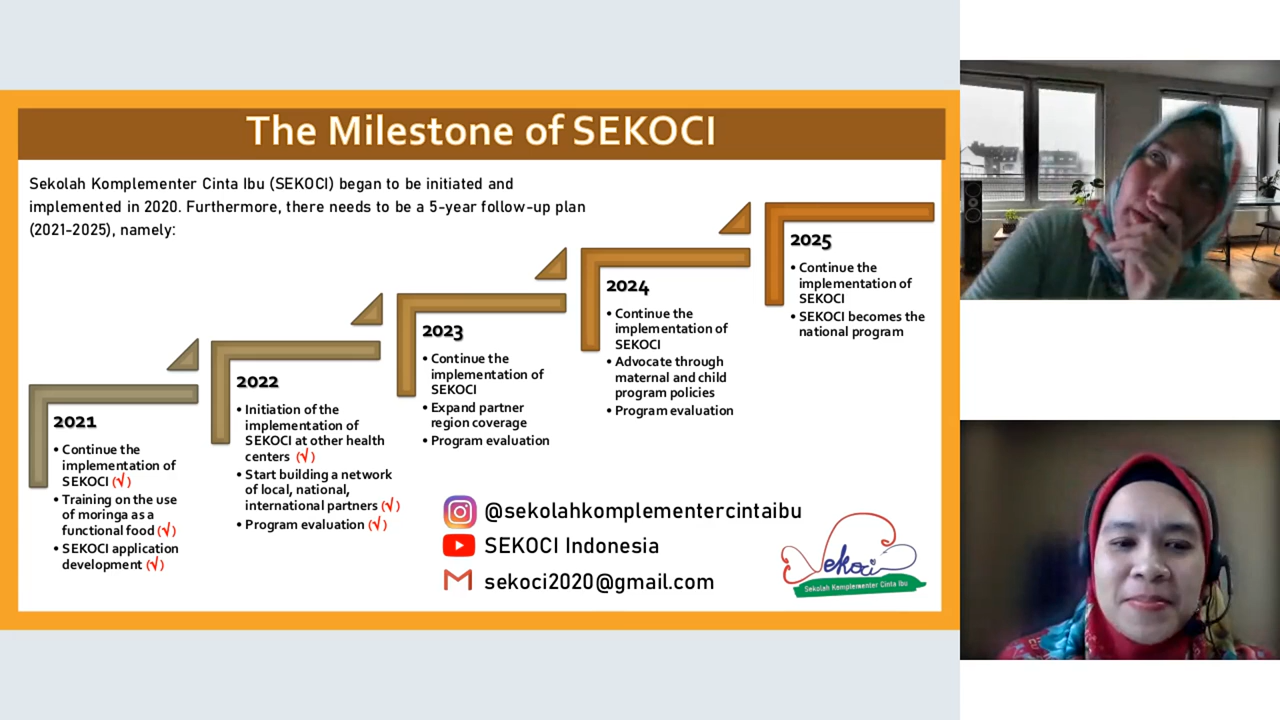 The Milestone of SEKOCI
Sekolah Komplementer Cinta Ibu (SEKOCI) began to be initiated and
implemented in 2020. Furthermore, there needs to be a 5-year follow-up plan
(2021-2025), namely:
2021
• Continue the
implementation of
SEKOCI (√)
• Training on the use
of moringa as a
functional food (√)
• SEKOCI application
development (√)
2022
• Initiation of the
implementation of
SEKOCI at other health
centers (√)
• Start building a network
of local, national,
international partners (√)
• Program evaluation (√)
2023
• Continue the
implementation of
SEKOCI
• Expand partner
region coverage
• Program evaluation
2024
• Continue the
implementation of
SEKOCI
• Advocate through
maternal and child
program policies
• Program evaluation
2025
• Continue the
implementation of
SEKOCI
• SEKOCI becomes the
national program
@sekolahkomplementercintaibu
SEKOCI Indonesia
sekoci2020@gmail.com
Sekoci
Sekolah Komplementer Cinta Ibu